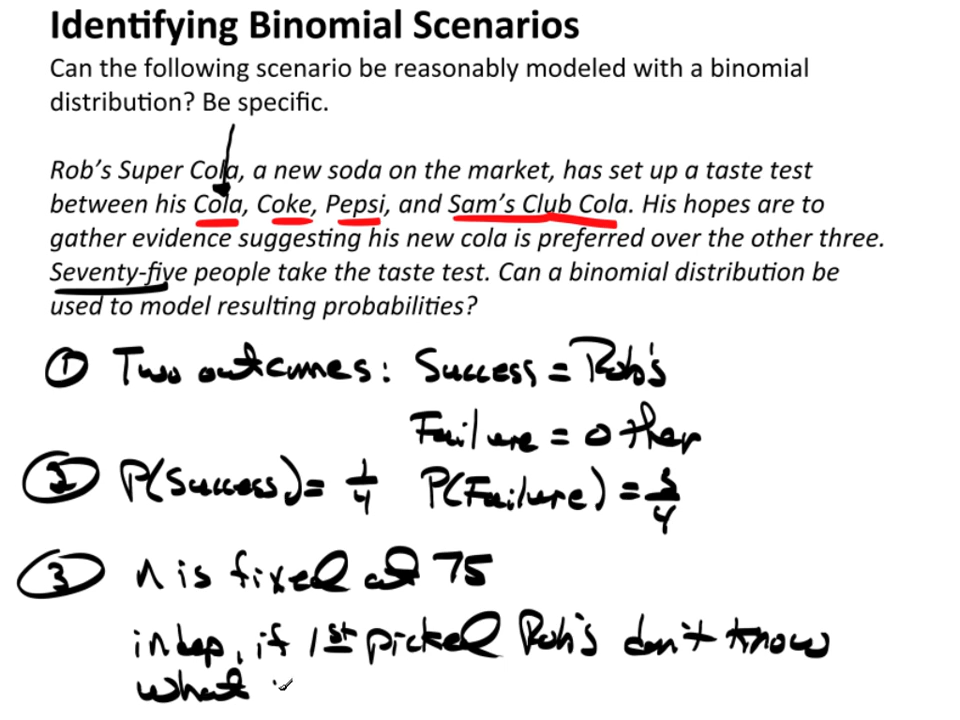 Identifying Binomial Scenarios
Can the following scenario be reasonably modeled with a binomial
distribution? Be specific.
Rob's Super Cola, a new soda on the market, has set up a taste test
between his Cola, Coke, Pepsi, and Sam's Club Cola. His hopes are to
gather evidence suggesting his new cola is preferred over the other three.
Seventy-five people take the taste test. Can a binomial distribution be
used to model resulting probabilities?
① Two outcomes: Success = Rob's
Failure = other
② P(Success) = 1/4 P(Failure) = 3/4
③ n is fixed at 75
indep, if 1st picked Rob's don't know
what